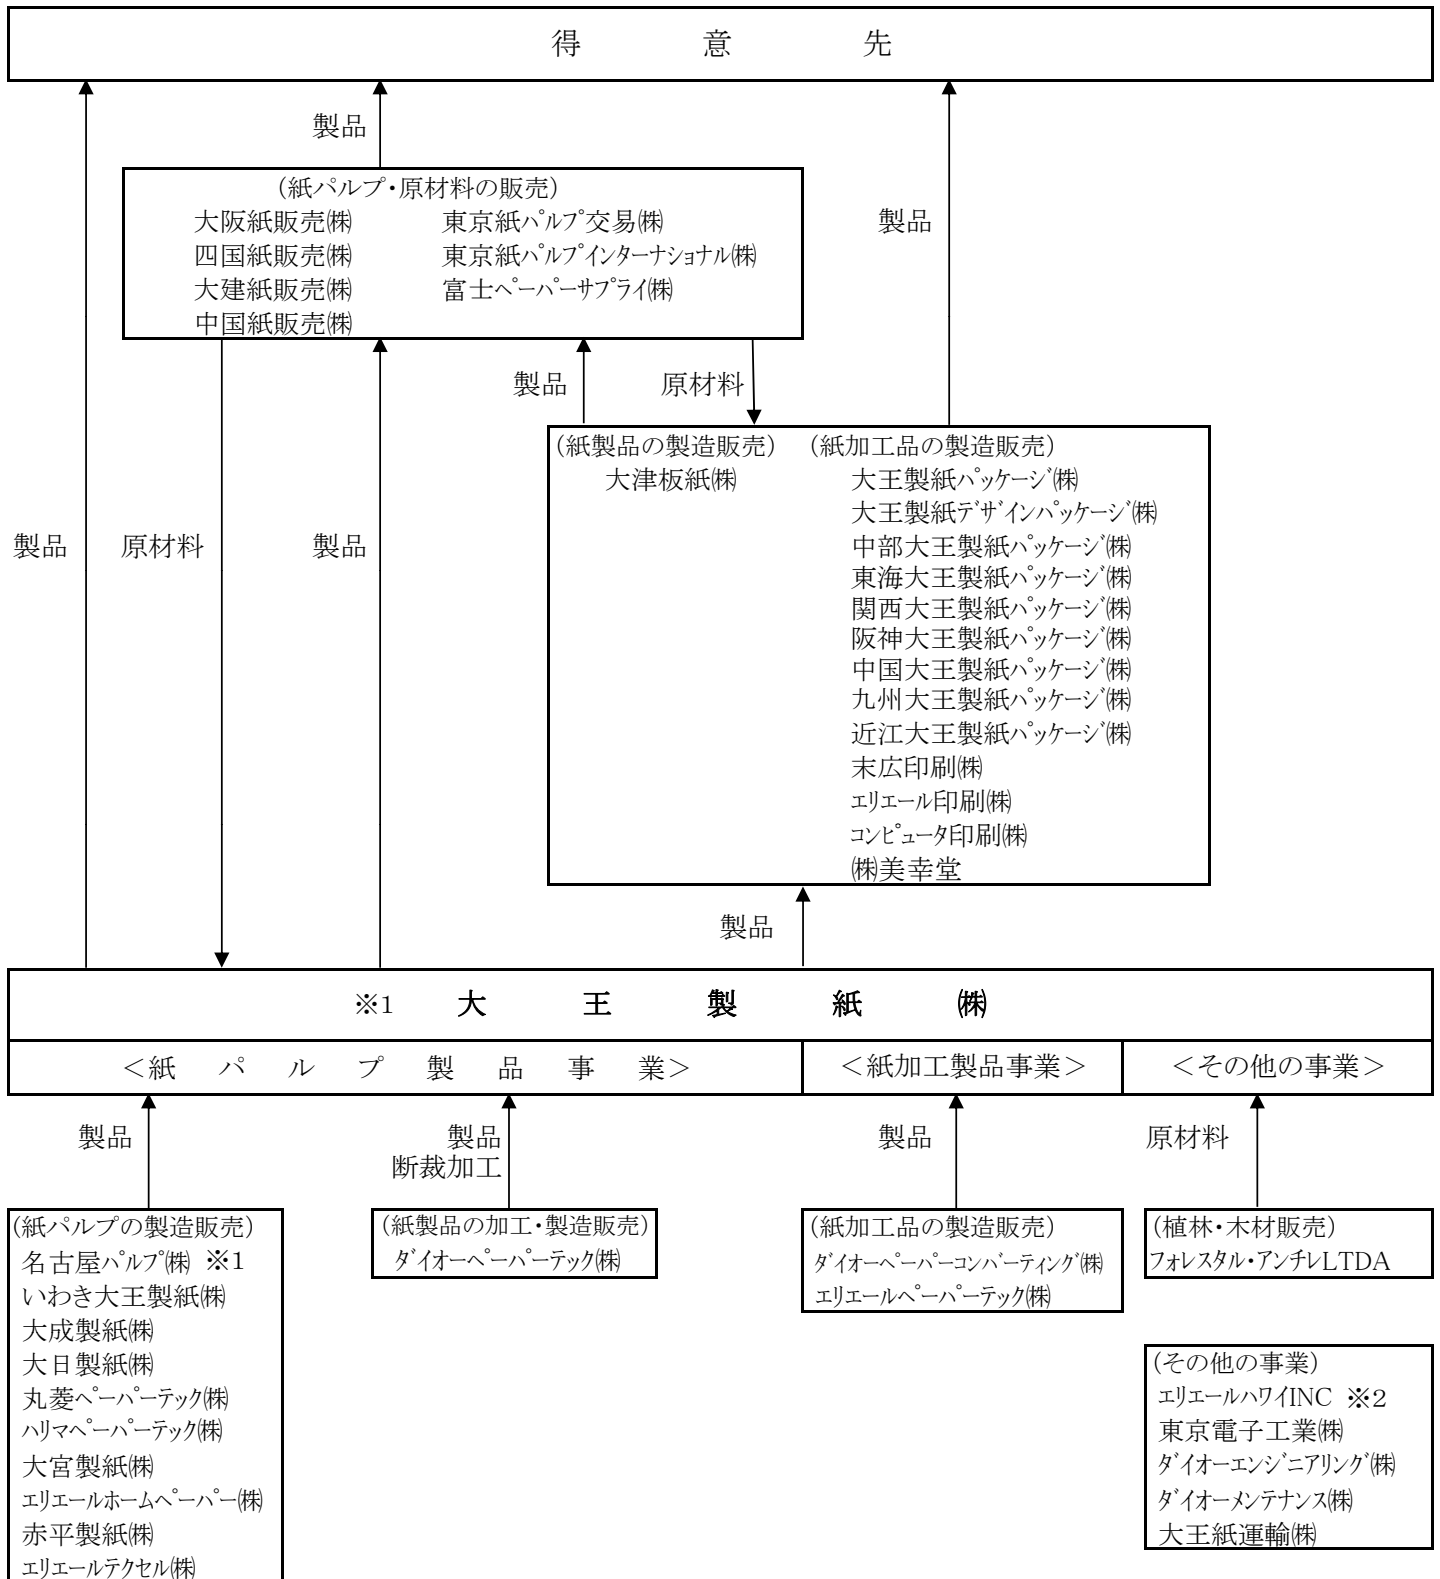 得意先
製品
(紙パルプ・原材料の販売)
大阪紙販売㈱ 東京紙パルプ交易㈱
四国紙販売㈱ 東京紙パルプインターナショナル㈱
大建紙販売㈱ 富士ペーパーサプライ㈱
中国紙販売㈱
製品
製品 原材料
(紙製品の製造販売) (紙加工品の製造販売)
大津板紙㈱ 大王製紙パッケージ㈱
大王製紙デザインパッケージ㈱
中部大王製紙パッケージ㈱
東海大王製紙パッケージ㈱
関西大王製紙パッケージ㈱
阪神大王製紙パッケージ㈱
中国大王製紙パッケージ㈱
九州大王製紙パッケージ㈱
近江大王製紙パッケージ㈱
末広印刷㈱
エリエール印刷㈱
コンピュータ印刷㈱
㈱美幸堂
製品 原材料 製品
製品
※1 大王製紙㈱
<紙パルプ製品事業> <紙加工製品事業> <その他の事業>
製品 製品 製品 原材料
断裁加工
(紙パルプの製造販売)
名古屋パルプ㈱ ※1
いわき大王製紙㈱
大成製紙㈱
大日製紙㈱
丸菱ペーパーテック㈱
ハリマペーパーテック㈱
大宮製紙㈱
エリエールホームペーパー㈱
赤平製紙㈱
エリエールテクセル㈱
(紙製品の加工・製造販売)
ダイオーペーパーテック㈱
(紙加工品の製造販売)
ダイオーペーパーコンバーティング㈱
エリエールペーパーテック㈱
(植林・木材販売)
フォレスタル・アンチレLTDA
(その他の事業)
エリエールハワイINC ※2
東京電子工業㈱
ダイオーエンジニアリング㈱
ダイオーメンテナンス㈱
大王紙運輸㈱